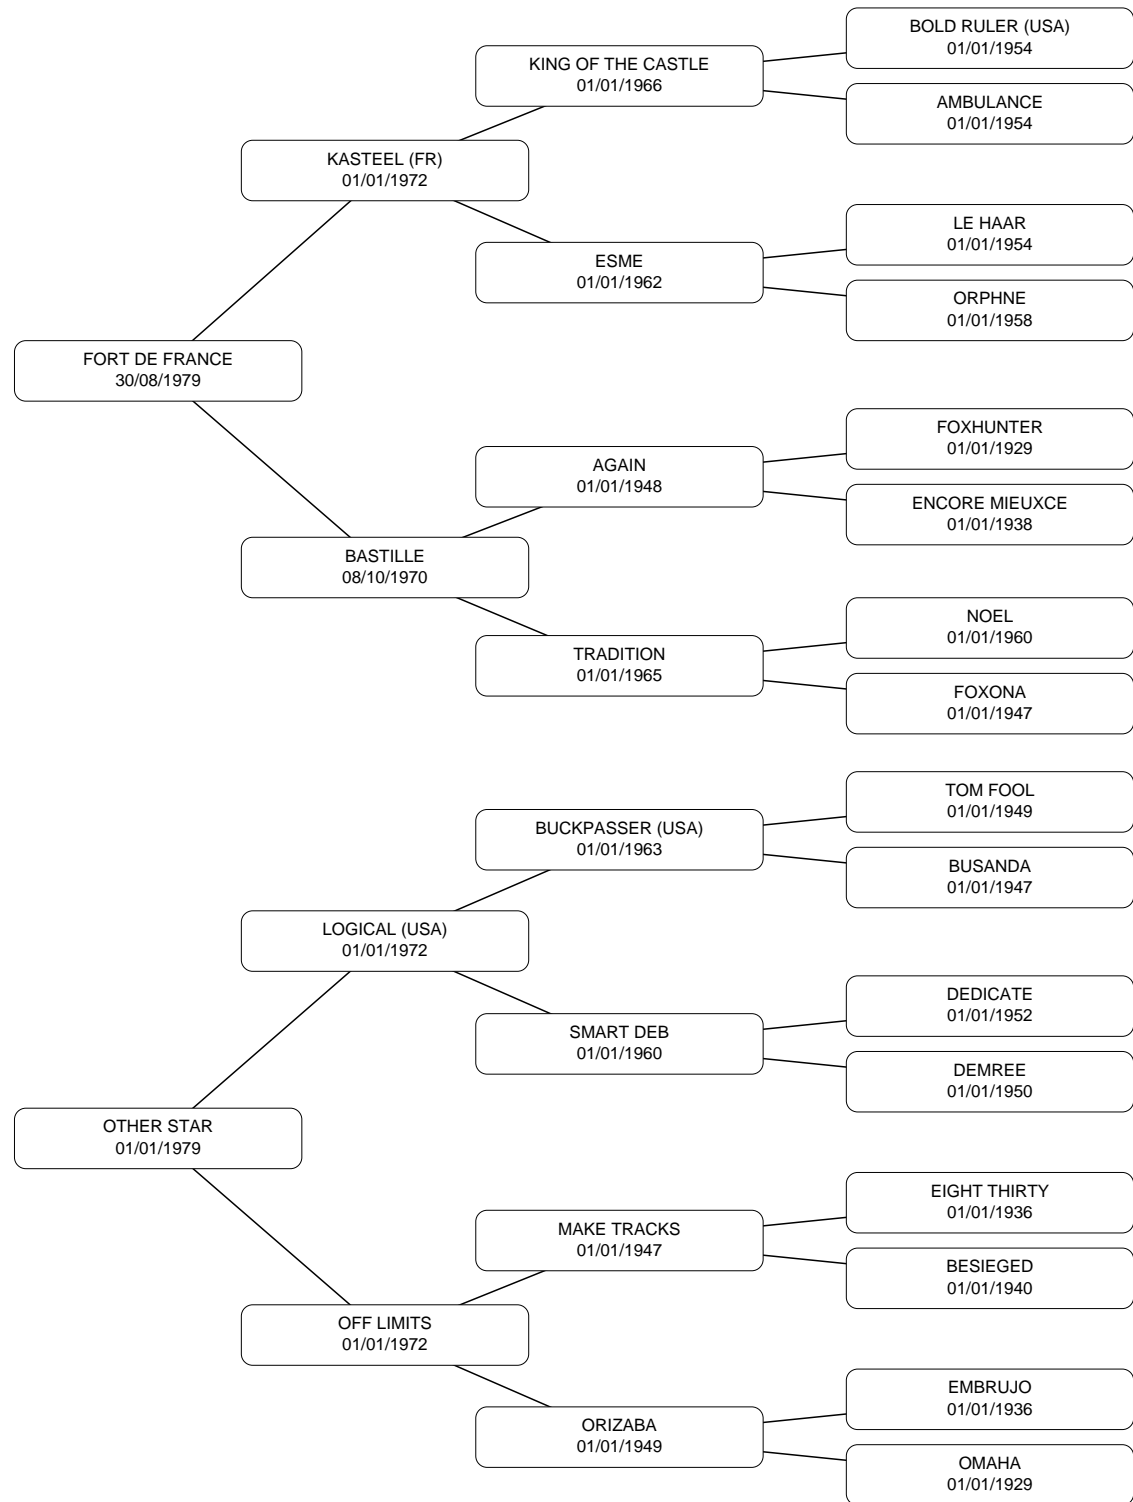 BOLD RULER (USA)
01/01/1954
KING OF THE CASTLE
01/01/1966
AMBULANCE
01/01/1954
KASTEEL (FR)
01/01/1972
LE HAAR
01/01/1954
ESME
01/01/1962
ORPHNE
01/01/1958
FORT DE FRANCE
30/08/1979
FOXHUNTER
01/01/1929
AGAIN
01/01/1948
ENCORE MIEUXCE
01/01/1938
BASTILLE
08/10/1970
NOEL
01/01/1960
TRADITION
01/01/1965
FOXONA
01/01/1947
TOM FOOL
01/01/1949
BUCKPASSER (USA)
01/01/1963
BUSANDA
01/01/1947
LOGICAL (USA)
01/01/1972
DEDICATE
01/01/1952
SMART DEB
01/01/1960
DEMREE
01/01/1950
OTHER STAR
01/01/1979
EIGHT THIRTY
01/01/1936
MAKE TRACKS
01/01/1947
BESIEGED
01/01/1940
OFF LIMITS
01/01/1972
EMBRUJO
01/01/1936
ORIZABA
01/01/1949
OMAHA
01/01/1929